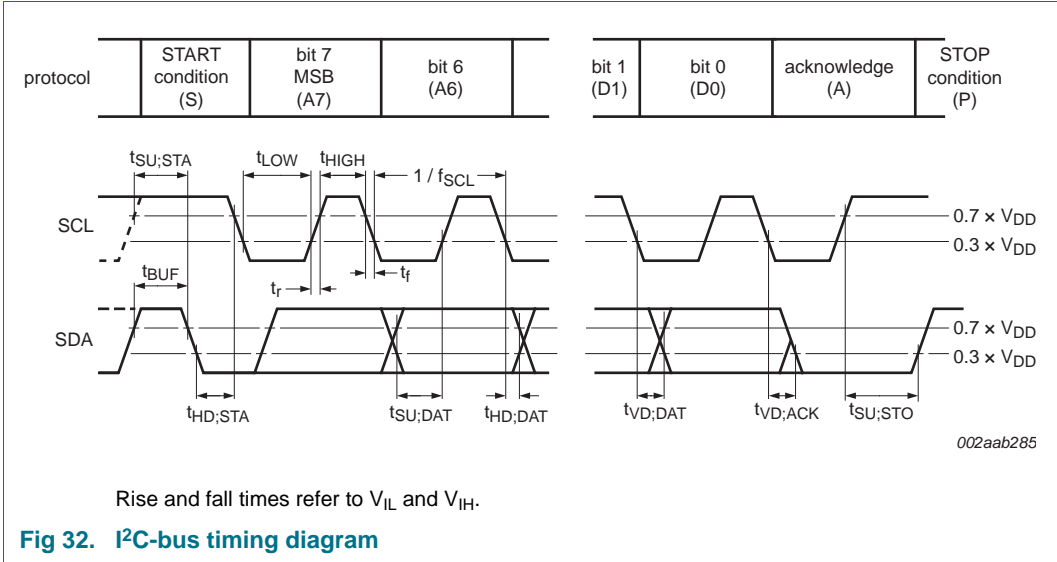 protocol
START
condition
(S)
bit 7
MSB
(A7)
bit 6
(A6)
bit 1
(D1)
bit 0
(D0)
acknowledge
(A)
STOP
condition
(P)
tSU;STA
tLOW
tHIGH
1 / fSCL
SCL
0.7 × VDD
0.3 × VDD
tBUF
tr
tf
SDA
0.7 × VDD
0.3 × VDD
tHD;STA
tSU;DAT
tHD;DAT
tVD;DAT
tVD;ACK
tSU;STO
002aab285
Rise and fall times refer to VIL and VIH.
Fig 32. I2C-bus timing diagram